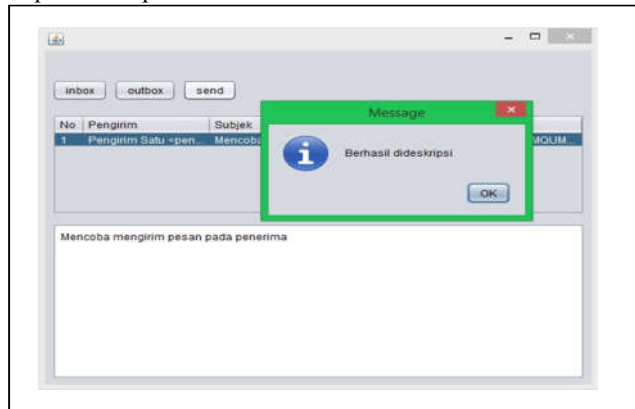 inbox outbox send
No Pengirim Subjek
1 Pengirim Satu <pen... Mencoba MQUM...
Message
Berhasil dideskripsi
OK
Mencoba mengirim pesan pada penerima